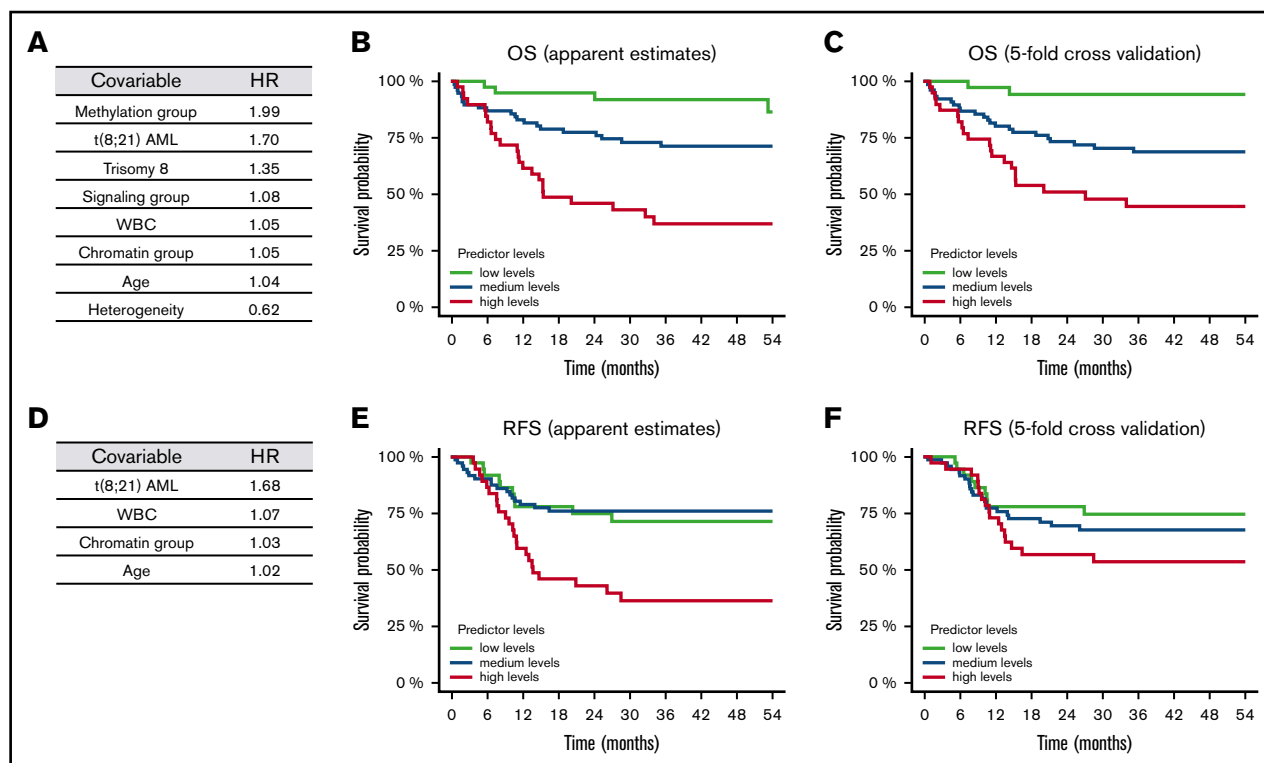 A
Covariable HR
Methylation group 1.99
t(8;21) AML 1.70
Trisomy 8 1.35
Signaling group 1.08
WBC 1.05
Chromatin group 1.05
Age 1.04
Heterogeneity 0.62
B
OS (apparent estimates)
Survival probability
100 %
75 %
50 %
25 %
0 %
Predictor levels
low levels
medium levels
high levels
0 6 12 18 24 30 36 42 48 54
Time (months)
C
OS (5-fold cross validation)
Survival probability
100 %
75 %
50 %
25 %
0 %
Predictor levels
low levels
medium levels
high levels
0 6 12 18 24 30 36 42 48 54
Time (months)
D
Covariable HR
t(8;21) AML 1.68
WBC 1.07
Chromatin group 1.03
Age 1.02
E
RFS (apparent estimates)
Survival probability
100 %
75 %
50 %
25 %
0 %
Predictor levels
low levels
medium levels
high levels
0 6 12 18 24 30 36 42 48 54
Time (months)
F
RFS (5-fold cross validation)
Survival probability
100 %
75 %
50 %
25 %
0 %
Predictor levels
low levels
medium levels
high levels
0 6 12 18 24 30 36 42 48 54
Time (months)